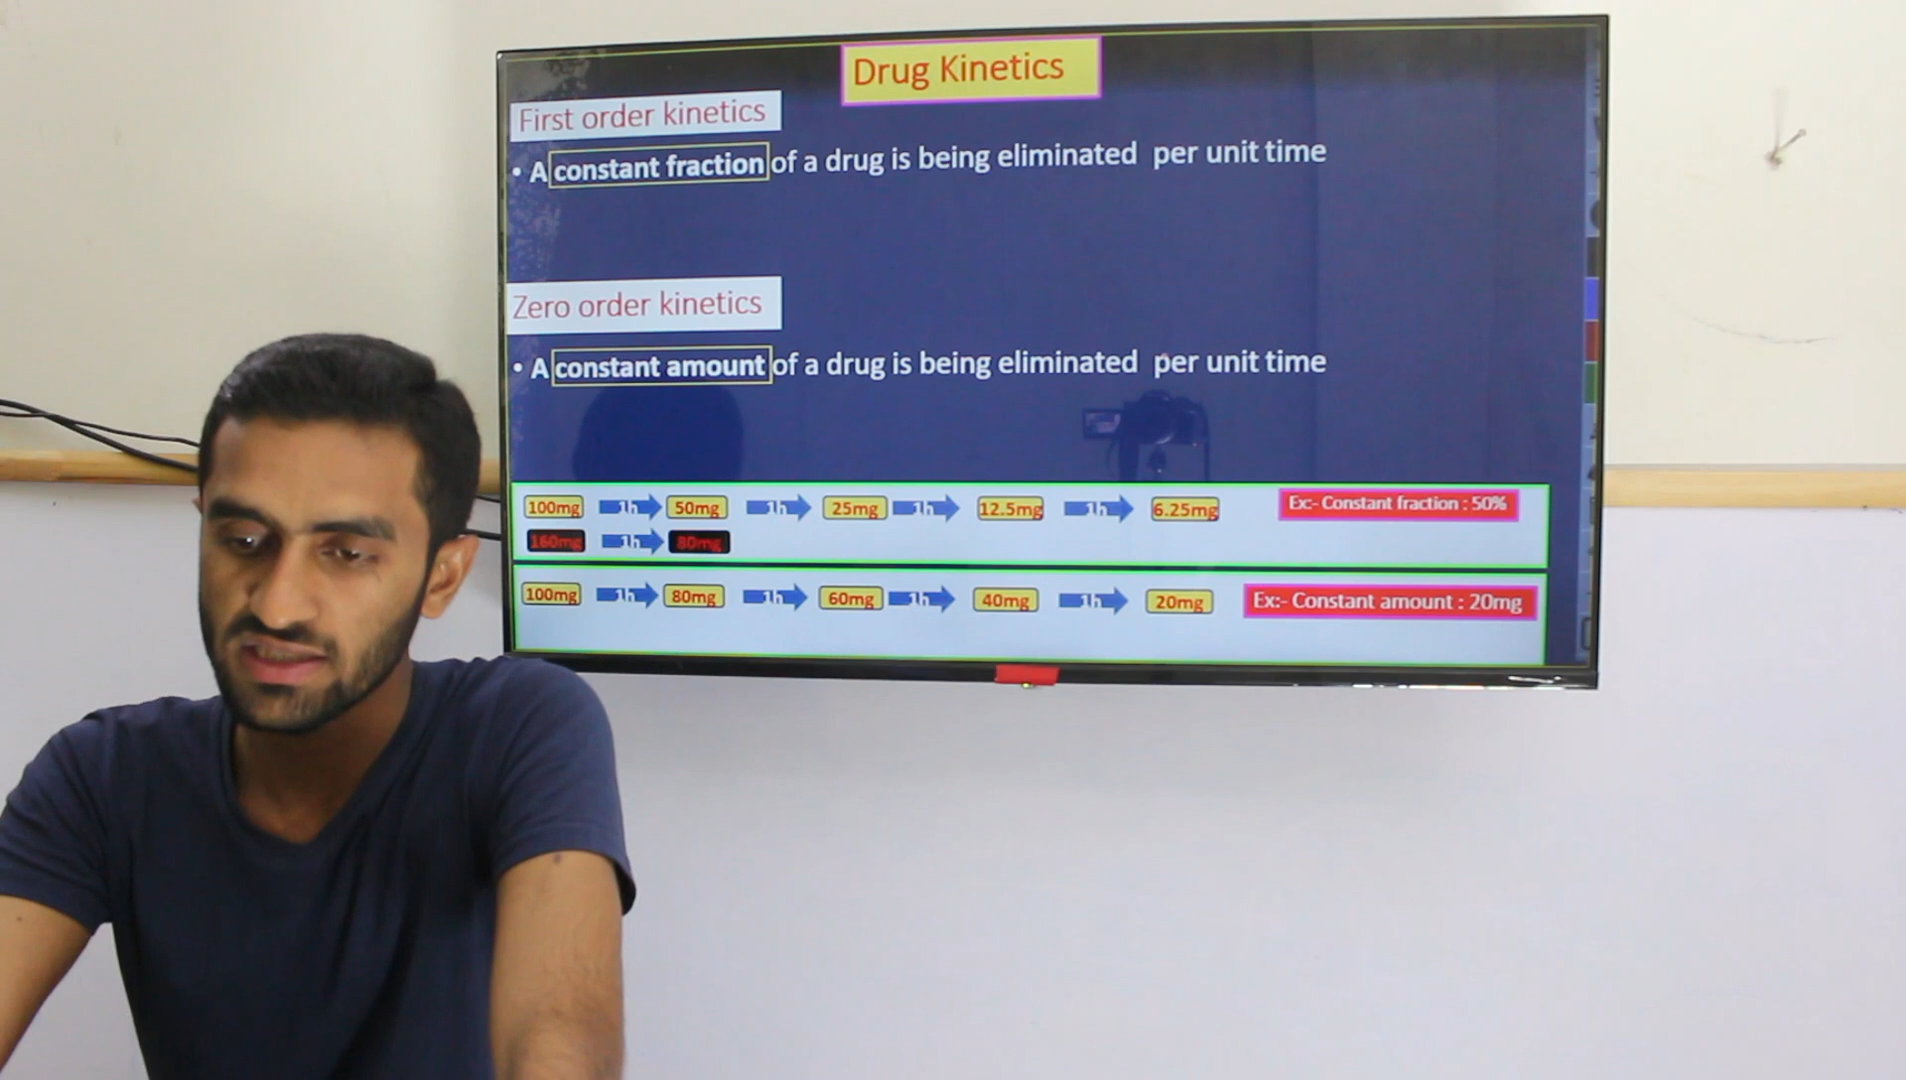 Drug Kinetics
First order kinetics
• A constant fraction of a drug is being eliminated per unit time
Zero order kinetics
• A constant amount of a drug is being eliminated per unit time
100mg 1h 50mg 1h 25mg 1h 12.5mg 1h 6.25mg Ex:- Constant fraction : 50%
160mg 1h 80mg
100mg 1h 80mg 1h 60mg 1h 40mg 1h 20mg Ex:- Constant amount : 20mg